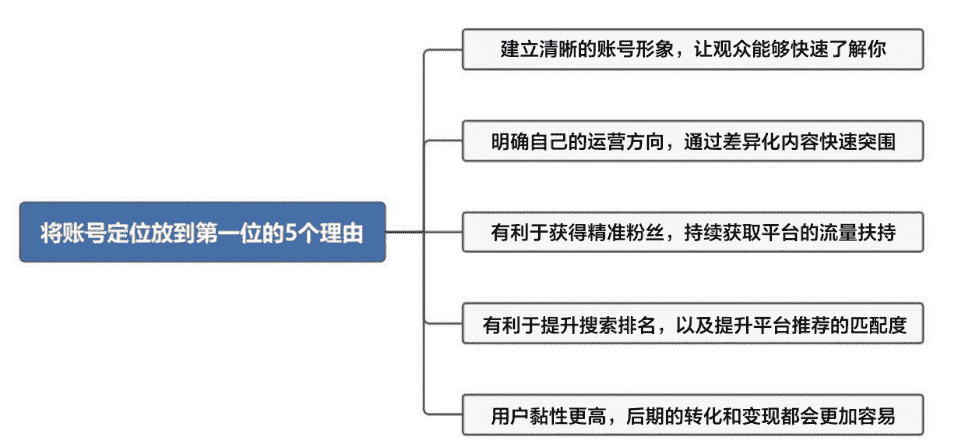 建立清晰的账号形象，让观众能够快速了解你
明确自己的运营方向，通过差异化内容快速突围
将账号定位放到第一位的5个理由
有利于获得精准粉丝，持续获取平台的流量扶持
有利于提升搜索排名，以及提升平台推荐的匹配度
用户黏性更高，后期的转化和变现都会更加容易